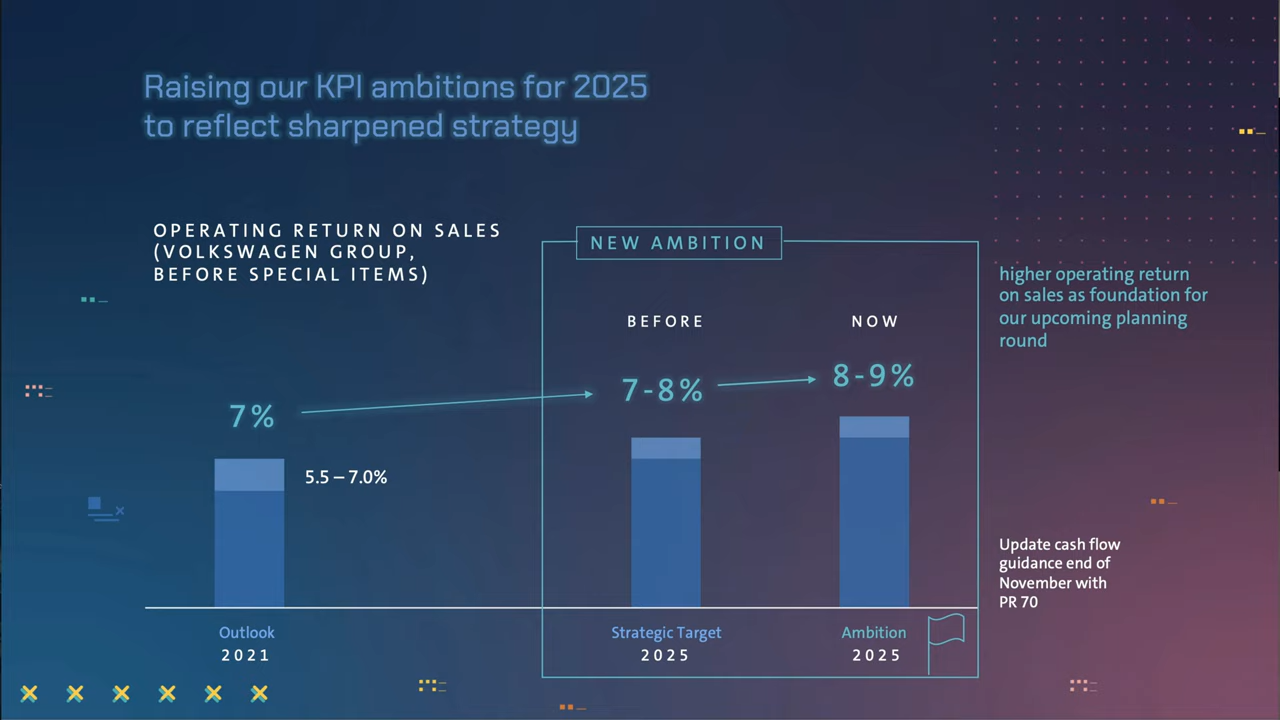 Raising our KPI ambitions for 2025
to reflect sharpened strategy
OPERATING RETURN ON SALES
(VOLKSWAGEN GROUP,
BEFORE SPECIAL ITEMS)
NEW AMBITION
BEFORE
NOW
7%
7-8%
8-9%
5.5 – 7.0%
higher operating return
on sales as foundation for
our upcoming planning
round
Update cash flow
guidance end of
November with
PR 70
Outlook
2021
Strategic Target
2025
Ambition
2025